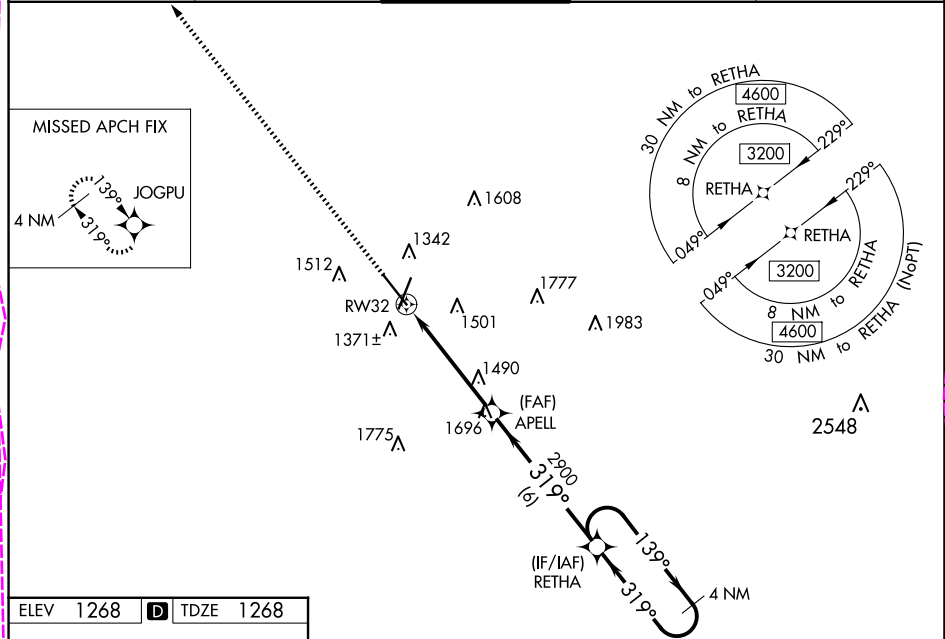 MISSED APCH FIX
139°
JOGPU
4 NM
319°
30 NM to RETHA
4600
8 NM to RETHA
3200
229°
RETHA
049°
229°
RETHA
049°
3200
8 NM to RETHA
4600
30 NM to RETHA (NoPT)
1608
1342
1512
1777
RW32
1501
1983
1371±
1490
(FAF)
APELL
1696
1775
2548
2900
319°
(6)
(IF/IAF)
RETHA
139°
319°
4 NM
ELEV 1268 D TDZE 1268